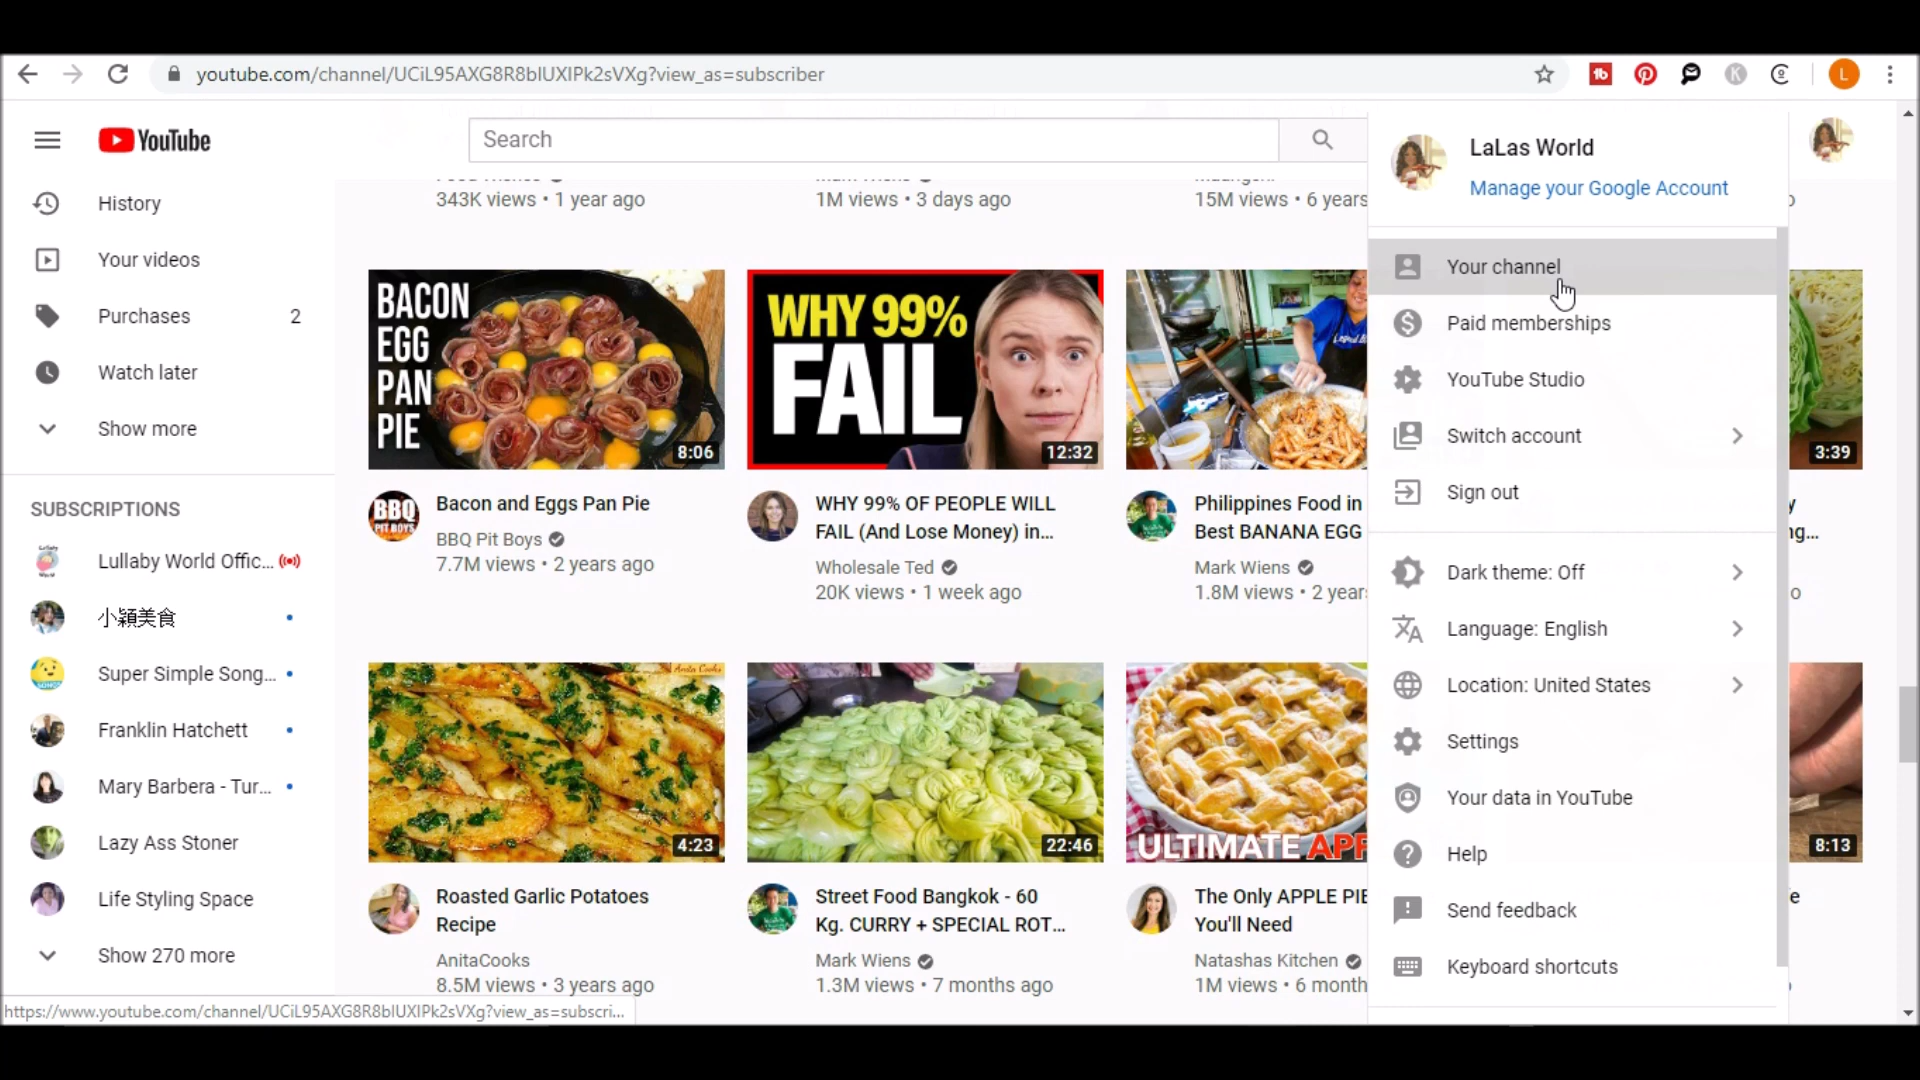 youtube.com/channel/UCiL95AXG8R8bIUXIPk2sVXg?view_as=subscriber
L
YouTube
Search
History
Your videos
Purchases 2
Watch later
Show more
SUBSCRIPTIONS
Lullaby World Offic...
小穎美食
Super Simple Song...
Franklin Hatchett
Mary Barbera - Tur...
Lazy Ass Stoner
Life Styling Space
Show 270 more
https://www.youtube.com/channel/UCiL95AXG8R8bIUXIPk2sVXg?view_as=subscri...
343K views • 1 year ago
1M views • 3 days ago
15M views • 6 years
BACON
EGG
PAN
PIE
8:06
BBQ
PIT BOYS
Bacon and Eggs Pan Pie
BBQ Pit Boys
7.7M views • 2 years ago
WHY 99%
FAIL
12:32
WHY 99% OF PEOPLE WILL
FAIL (And Lose Money) in...
Wholesale Ted
20K views • 1 week ago
Philippines Food in
Best BANANA EGG
Mark Wiens
1.8M views • 2 year
3:39
Anita Cooks
4:23
Roasted Garlic Potatoes
Recipe
AnitaCooks
8.5M views • 3 years ago
22:46
Street Food Bangkok - 60
Kg. CURRY + SPECIAL ROT...
Mark Wiens
1.3M views • 7 months ago
ULTIMATE APP
The Only APPLE PIE
You'll Need
Natashas Kitchen
1M views • 6 month
8:13
LaLas World
Manage your Google Account
Your channel
Paid memberships
YouTube Studio
Switch account
Sign out
Dark theme: Off
Language: English
Location: United States
Settings
Your data in YouTube
Help
Send feedback
Keyboard shortcuts